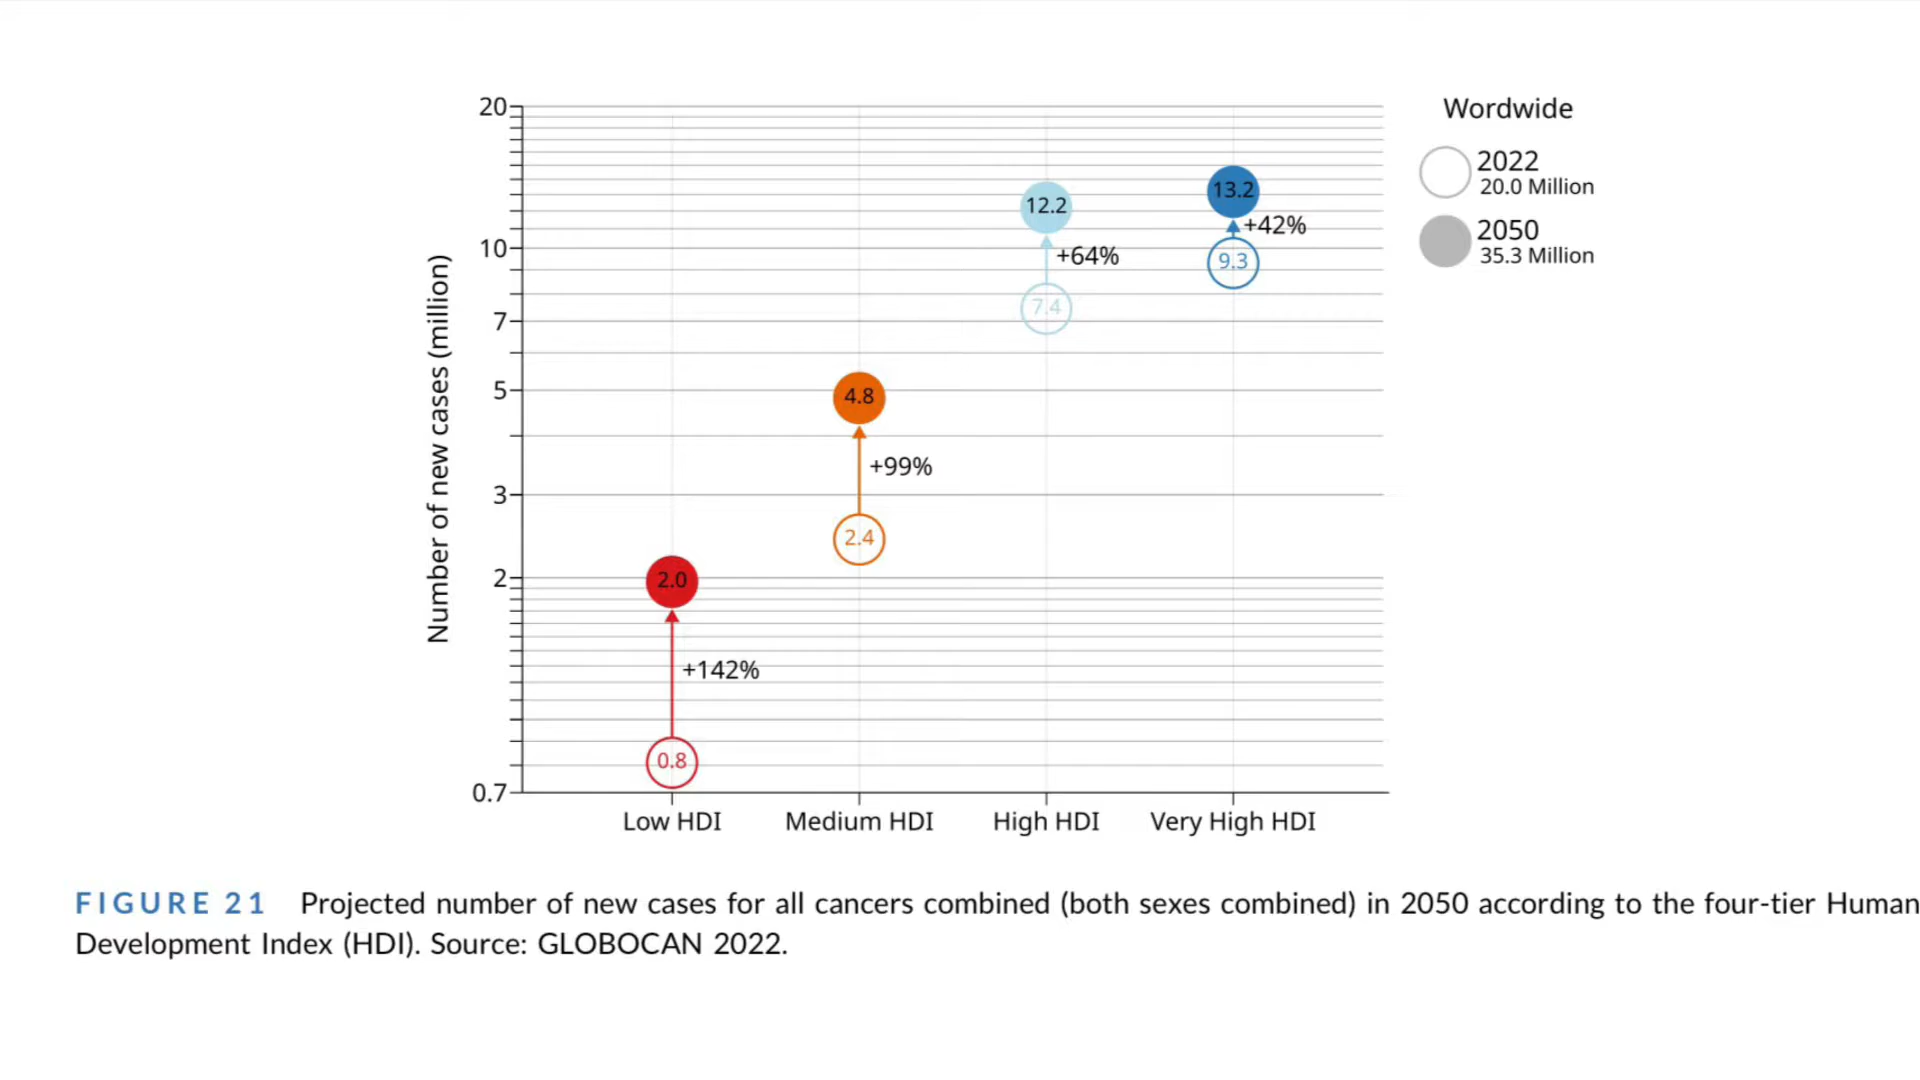 20
10
7
5
3
2
0.7
Number of new cases (million)
2.0
+142%
0.8
4.8
+99%
2.4
12.2
+64%
7.4
13.2
+42%
9.3
Low HDI
Medium HDI
High HDI
Very High HDI
Wordwide
2022
20.0 Million
2050
35.3 Million
FIGURE 21 Projected number of new cases for all cancers combined (both sexes combined) in 2050 according to the four-tier Human
Development Index (HDI). Source: GLOBOCAN 2022.